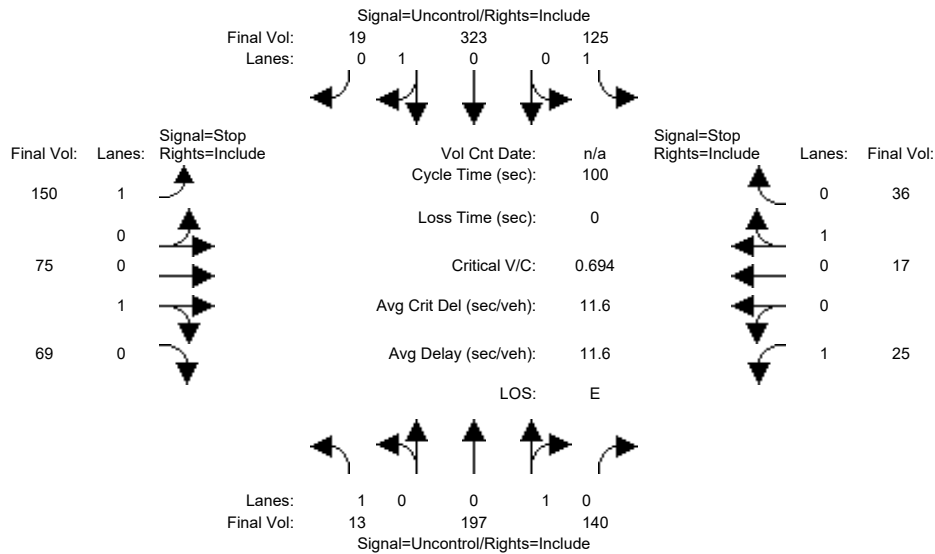 Signal=Uncontrol/Rights=Include
Final Vol: 19 323 125
Lanes: 0 1 0 0 1
Signal=Stop Signal=Stop
Final Vol: Lanes: Rights=Include Vol Cnt Date: n/a Rights=Include Lanes: Final Vol:
Cycle Time (sec): 100
150 1 0 36
Loss Time (sec): 0
0 1
75 0 Critical V/C: 0.694 0 17
1 Avg Crit Del (sec/veh): 11.6 0
69 0 Avg Delay (sec/veh): 11.6 1 25
LOS: E
Lanes: 1 0 0 1 0
Final Vol: 13 197 140
Signal=Uncontrol/Rights=Include